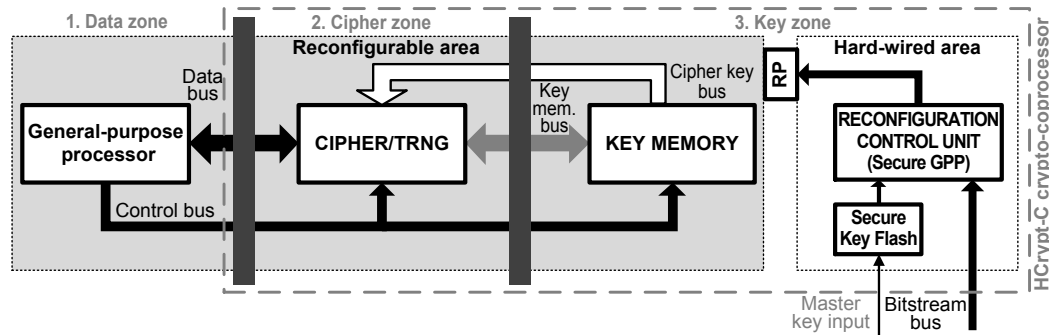 1. Data zone
2. Cipher zone
3. Key zone
Reconfigurable area
Hard-wired area
Data
bus
Cipher key
bus
RP
Key
mem.
bus
General-purpose
processor
CIPHER/TRNG
KEY MEMORY
RECONFIGURATION
CONTROL UNIT
(Secure GPP)
Control bus
Secure
Key Flash
Master
key input
Bitstream
bus
HCrypt-C crypto-coprocessor